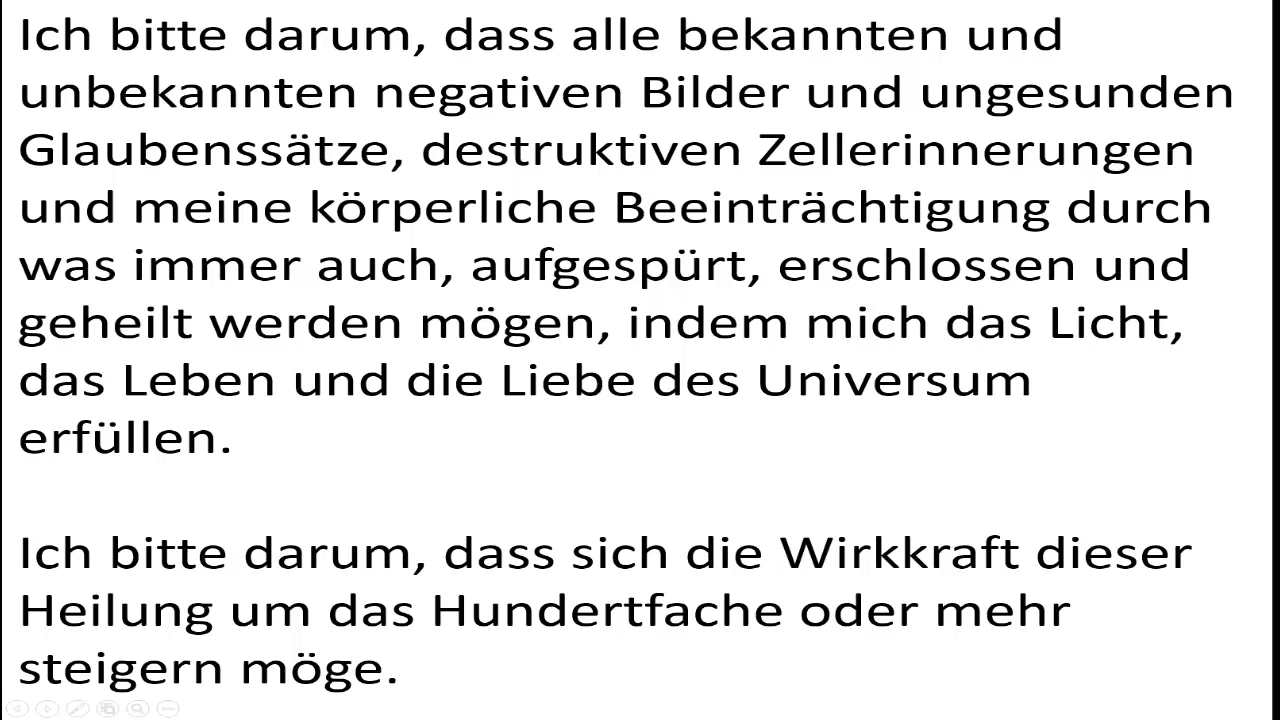 Ich bitte darum, dass alle bekannten und
unbekannten negativen Bilder und ungesunden
Glaubenssätze, destruktiven Zellerinnerungen
und meine körperliche Beeinträchtigung durch
was immer auch, aufgespürt, erschlossen und
geheilt werden mögen, indem mich das Licht,
das Leben und die Liebe des Universum
erfüllen.
Ich bitte darum, dass sich die Wirkkraft dieser
Heilung um das Hundertfache oder mehr
steigern möge.